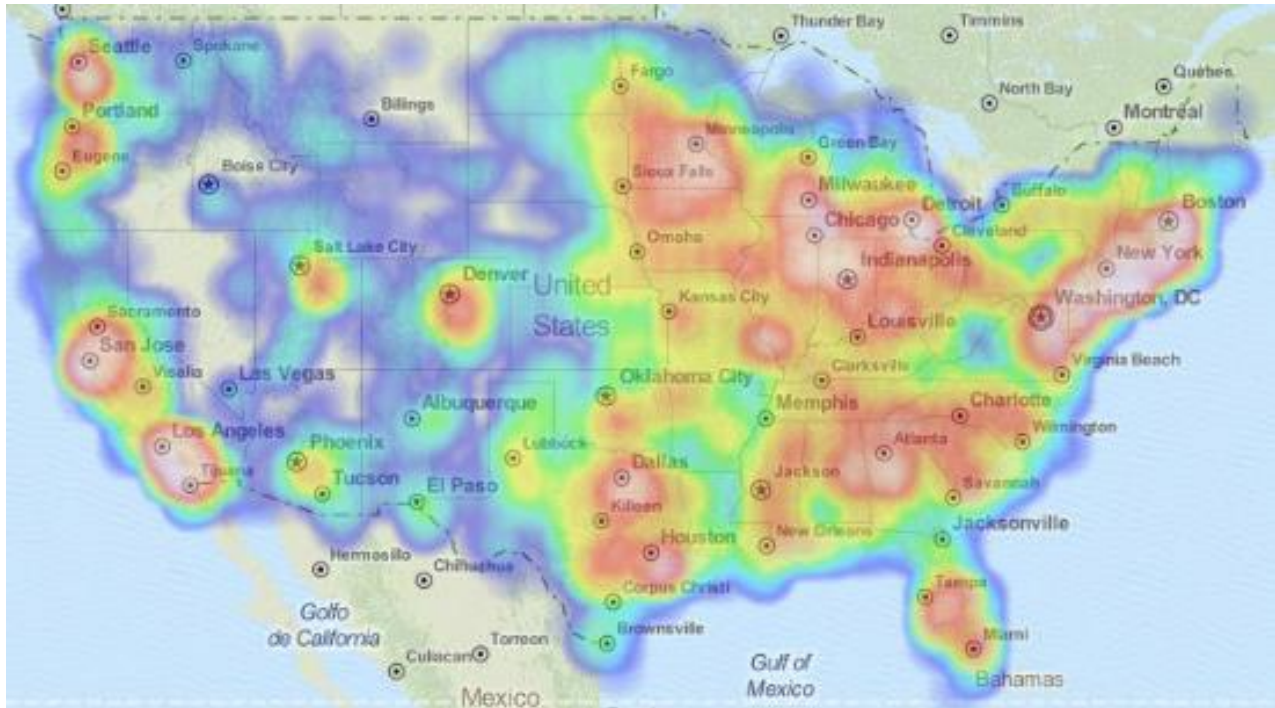 Thunder Bay
Timmins
Seattle
Spokane
Fargo
Québec
Billings
North Bay
Portland
Montréal
Minneapolis
Eugene
Green Bay
Boise City
Sioux Falls
Milwaukee
Buffalo
Detroit
Boston
Chicago
Cleveland
Salt Lake City
Omaha
New York
Denver
Indianapolis
United
States
Kansas City
Washington, DC
Sacramento
Louisville
San Jose
Virginia Beach
Visalia
Las Vegas
Oklahoma City
Clarksville
Albuquerque
Memphis
Charlotte
Los Angeles
Wilmington
Phoenix
Lubbock
Atlanta
Tijuana
Tucson
Dallas
Jackson
El Paso
Savannah
Killeen
Jacksonville
Houston
New Orleans
Hermosillo
Chihuahua
Tampa
Corpus Christi
Golfo
de California
Brownsville
Miami
Torreon
Culiacan
Gulf of
Mexico
Bahamas
Mexico